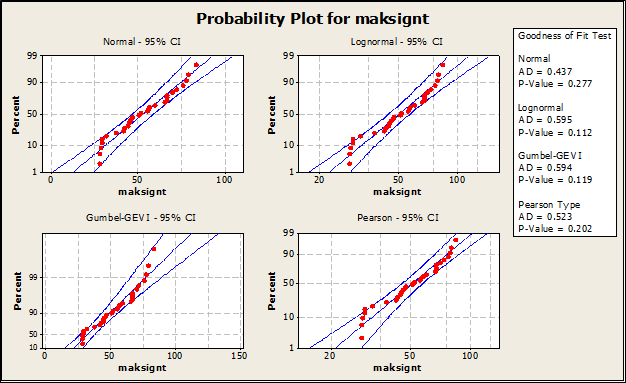 Probability Plot for maksignt
Normal - 95% CI
Lognormal - 95% CI
Percent
99
90
50
10
1
0
50
100
maksignt
Percent
99
90
50
10
1
20
50
100
maksignt
Gumbel-GEV I - 95% CI
Pearson - 95% CI
Percent
99
90
50
10
0
50
100
150
maksignt
Percent
99
90
50
10
1
20
50
100
maksignt
Goodness of Fit Test
Normal
AD = 0.437
P-Value = 0.277
Lognormal
AD = 0.595
P-Value = 0.112
Gumbel-GEVI
AD = 0.594
P-Value = 0.119
Pearson Type
AD = 0.523
P-Value = 0.202